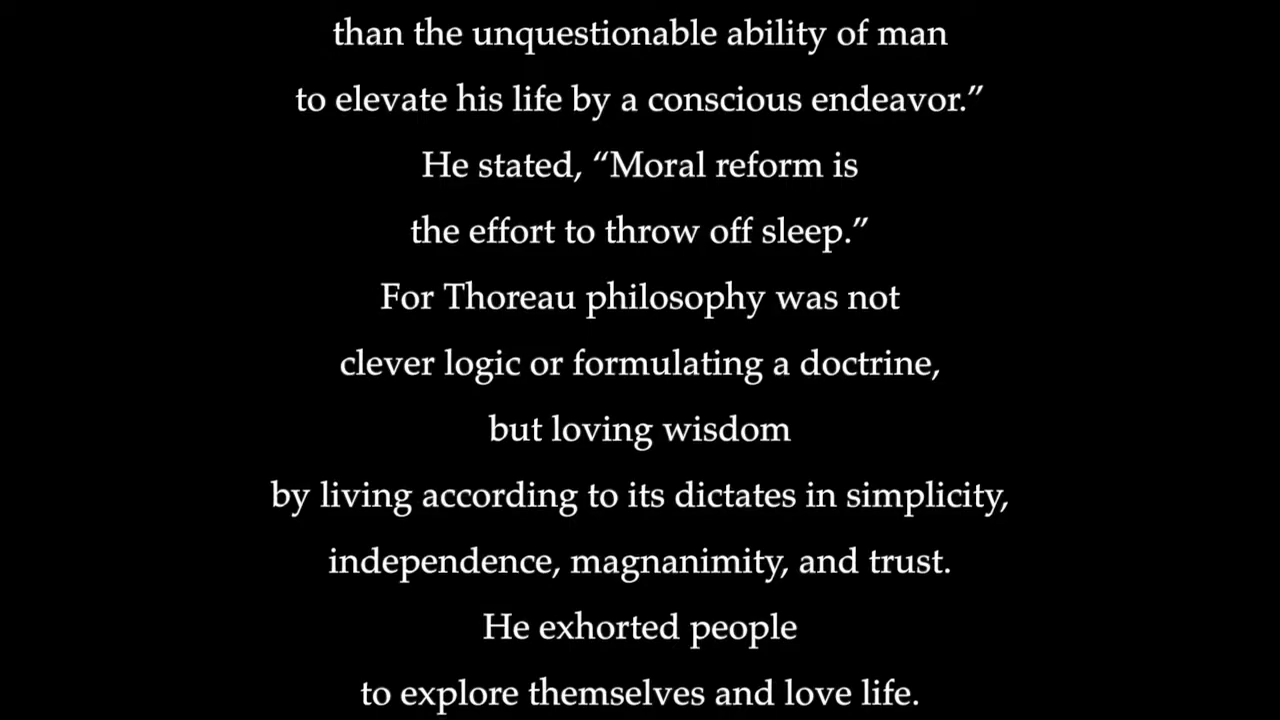 than the unquestionable ability of man
to elevate his life by a conscious endeavor.”
He stated, “Moral reform is
the effort to throw off sleep.”
For Thoreau philosophy was not
clever logic or formulating a doctrine,
but loving wisdom
by living according to its dictates in simplicity,
independence, magnanimity, and trust.
He exhorted people
to explore themselves and love life.